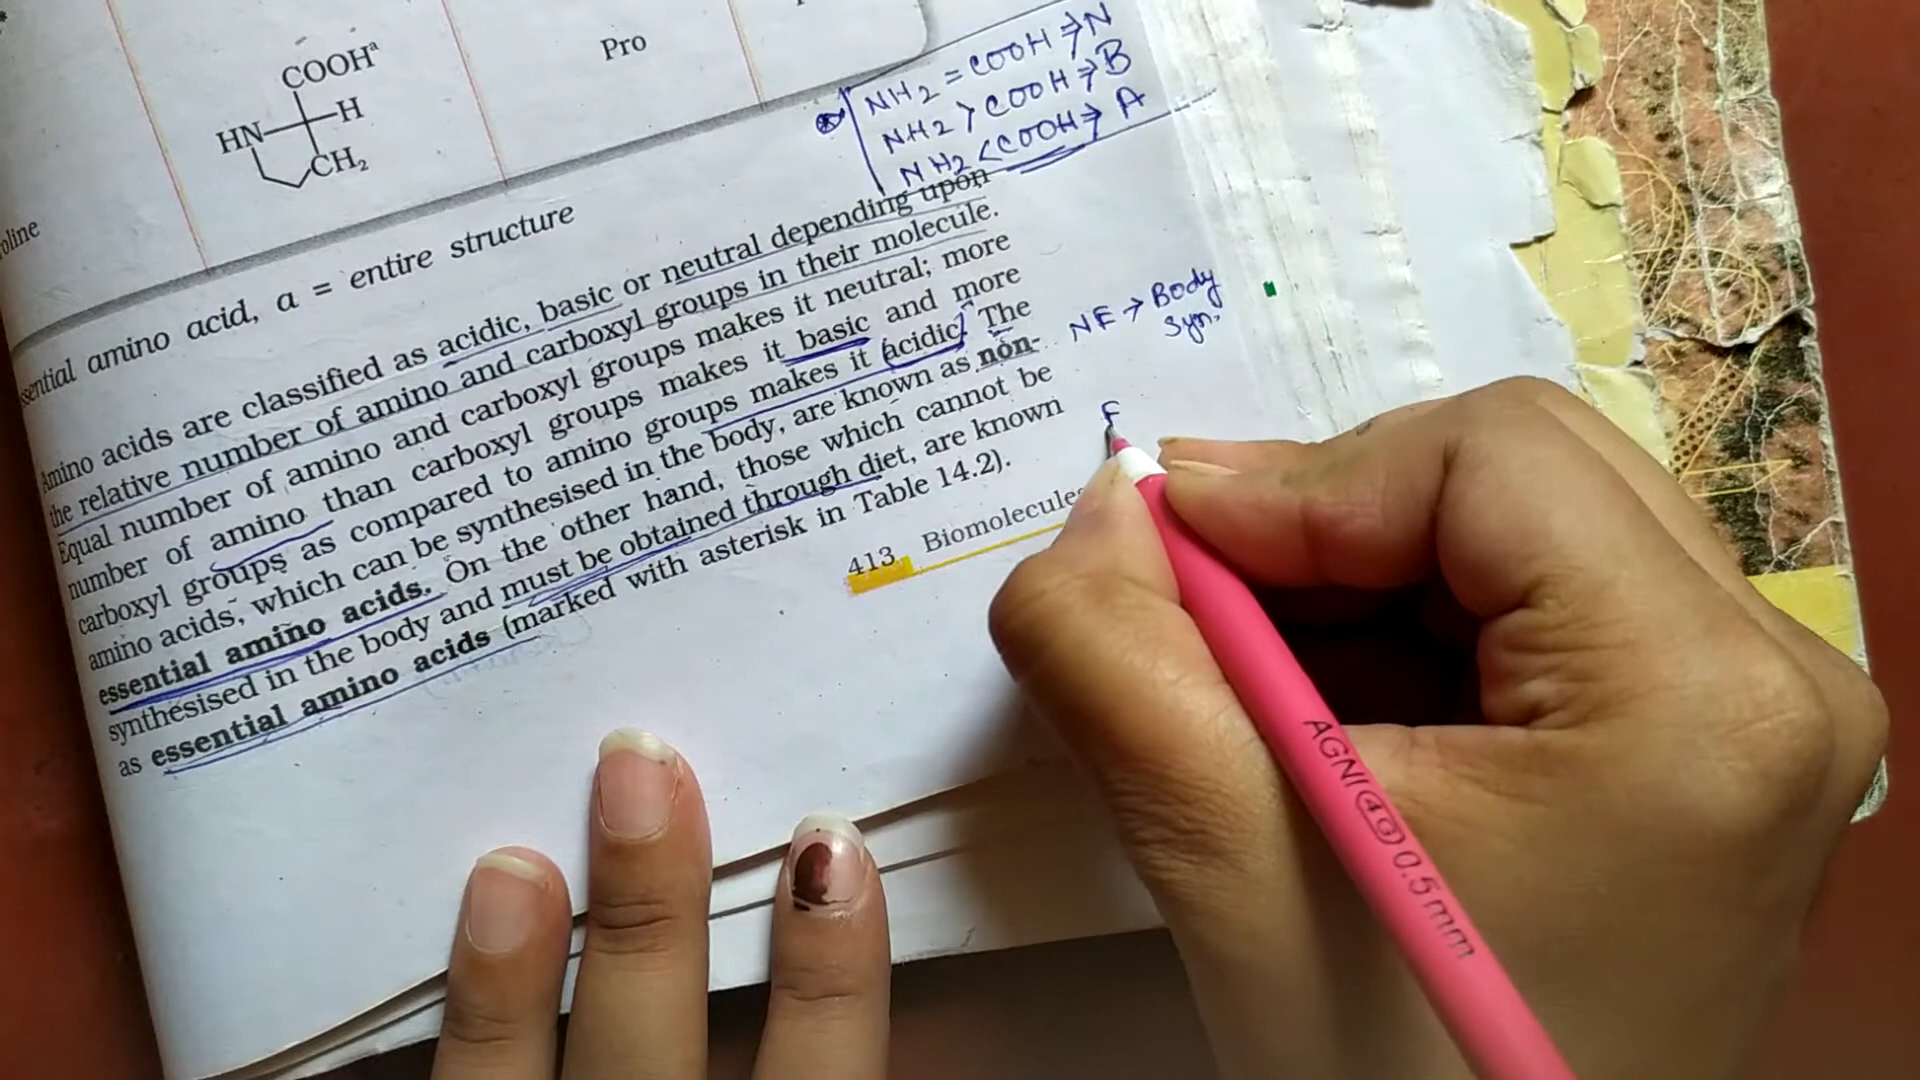 COOHᵃ
HN
H
CH₂
Pro
oline
NH₂ = COOH ⇒ N
NH₂ > COOH ⇒ B
NH₂ < COOH ⇒ A
sential amino acid, a = entire structure
Amino acids are classified as acidic, basic or neutral depending upon
the relative number of amino and carboxyl groups in their molecule.
Equal number of amino and carboxyl groups makes it neutral; more
number of amino than carboxyl groups makes it basic and more
carboxyl groups as compared to amino groups makes it acidic. The
amino acids, which can be synthesised in the body, are known as non-
essential amino acids. On the other hand, those which cannot be
synthesised in the body and must be obtained through diet, are known
as essential amino acids (marked with asterisk in Table 14.2).
NE → Body
Syn.
413 Biomolecules
AGNI 4G 0.5mm